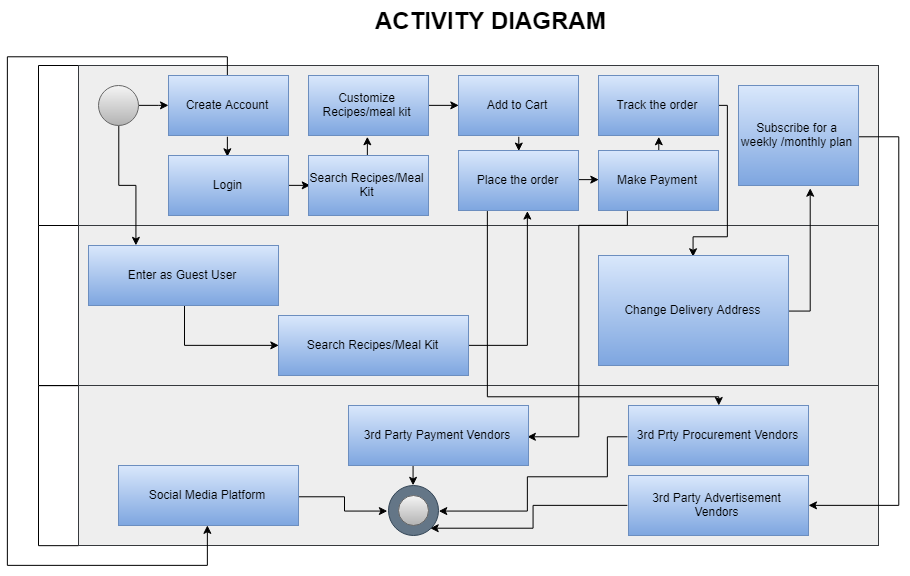 ACTIVITY DIAGRAM
Create Account
Customize
Recipes/meal kit
Add to Cart
Track the order
Subscribe for a
weekly /monthly plan
Login
Search Recipes/Meal
Kit
Place the order
Make Payment
Enter as Guest User
Search Recipes/Meal Kit
Change Delivery Address
3rd Party Payment Vendors
3rd Prty Procurement Vendors
Social Media Platform
3rd Party Advertisement
Vendors